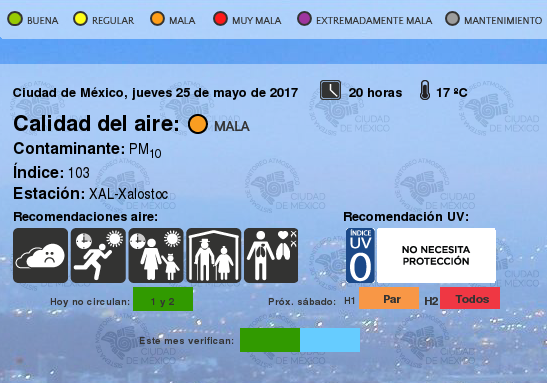 BUENA REGULAR MALA MUY MALA EXTREMADAMENTE MALA MANTENIMIENTO
Ciudad de México, jueves 25 de mayo de 2017 20 horas 17 ºC
Calidad del aire: MALA
Contaminante: PM10
Índice: 103
Estación: XAL-Xalostoc
Recomendaciones aire: Recomendación UV:
ÍNDICE
UV
0
NO NECESITA
PROTECCIÓN
Hoy no circulan: 1 y 2 Próx. sábado: H1 Par H2 Todos
Este mes verifican:
CIUDAD
DE MÉXICO